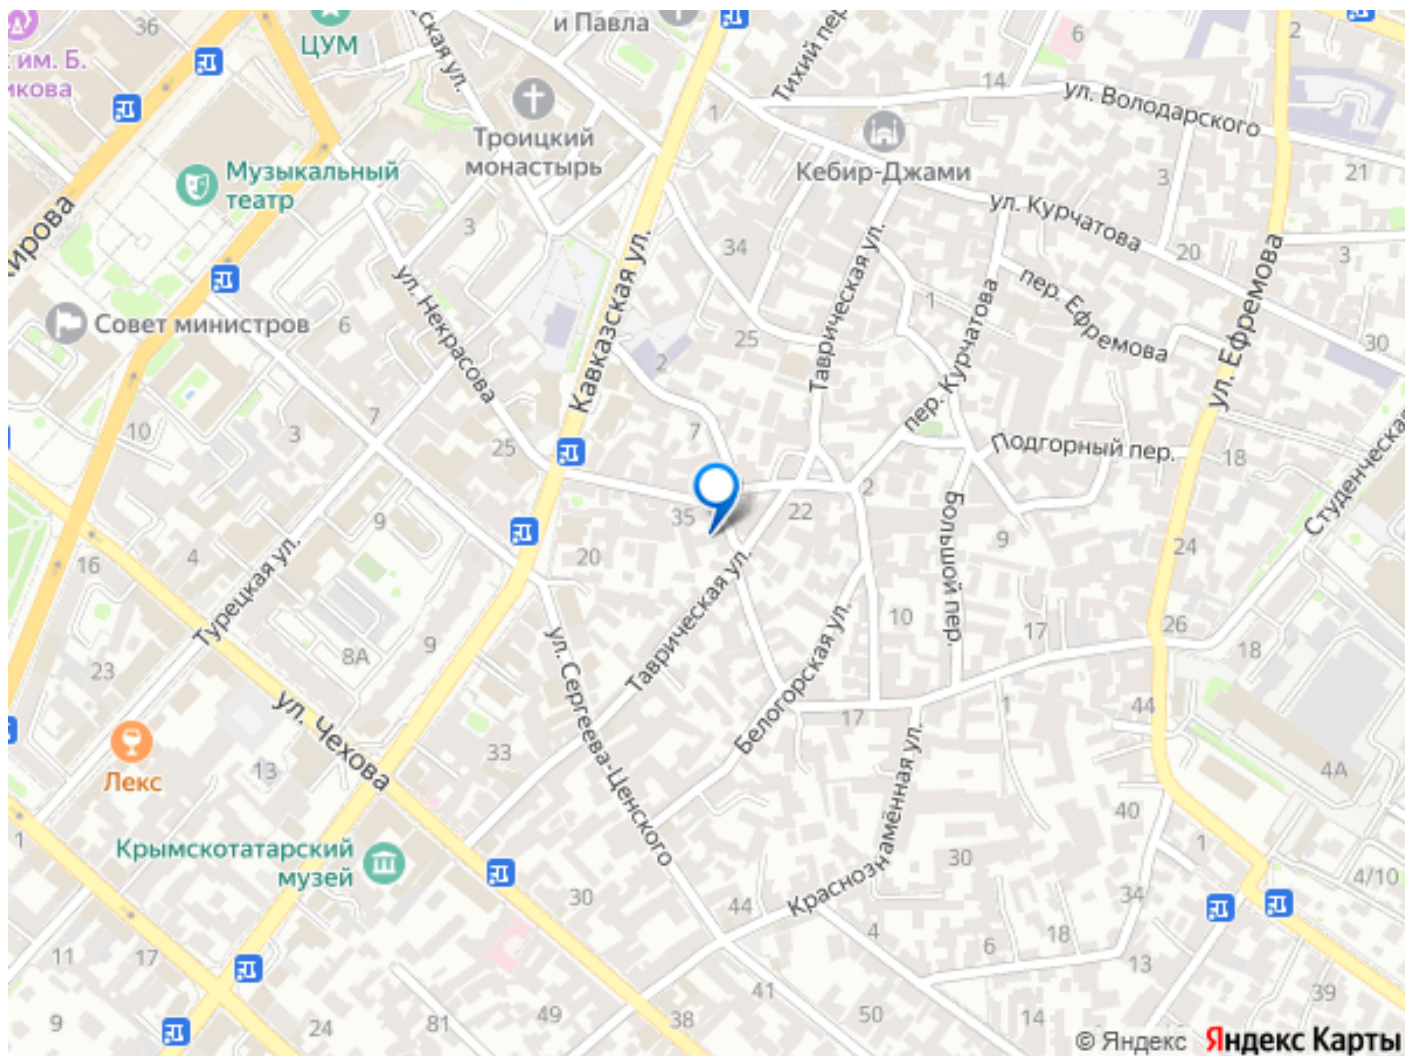 36
ЦУМ
ская ул.
и Павла
Тихий пер
6
2
им. Б.
икова
14
ул. Володарского
1
Троицкий
монастырь
Кебир-Джами
Музыкальный
театр
3
21
Кирова
3
ул. Курчатова
34
20
3
Кавказская ул.
Таврическая ул.
ул. Некрасова
пер. Ефремова
ул. Ефремова
Совет министров
6
1
25
30
2
пер. Курчатова
7
10
3
7
25
Подгорный пер.
18
Студенческая
9
35
22
2
Большой пер.
9
24
4
16
20
Турецкая ул.
Таврическая ул.
10
17
26
8А
9
18
23
ул. Сергеева-Ценского
Белогорская ул.
1
44
17
ул. Чехова
33
Лекс
13
4А
Краснознамённая ул.
40
1
1
Крымскотатарский
музей
30
4/10
30
44
34
4
6
18
13
11
17
41
39
9
24
81
49
38
50
14
© Яндекс Яндекс Карты